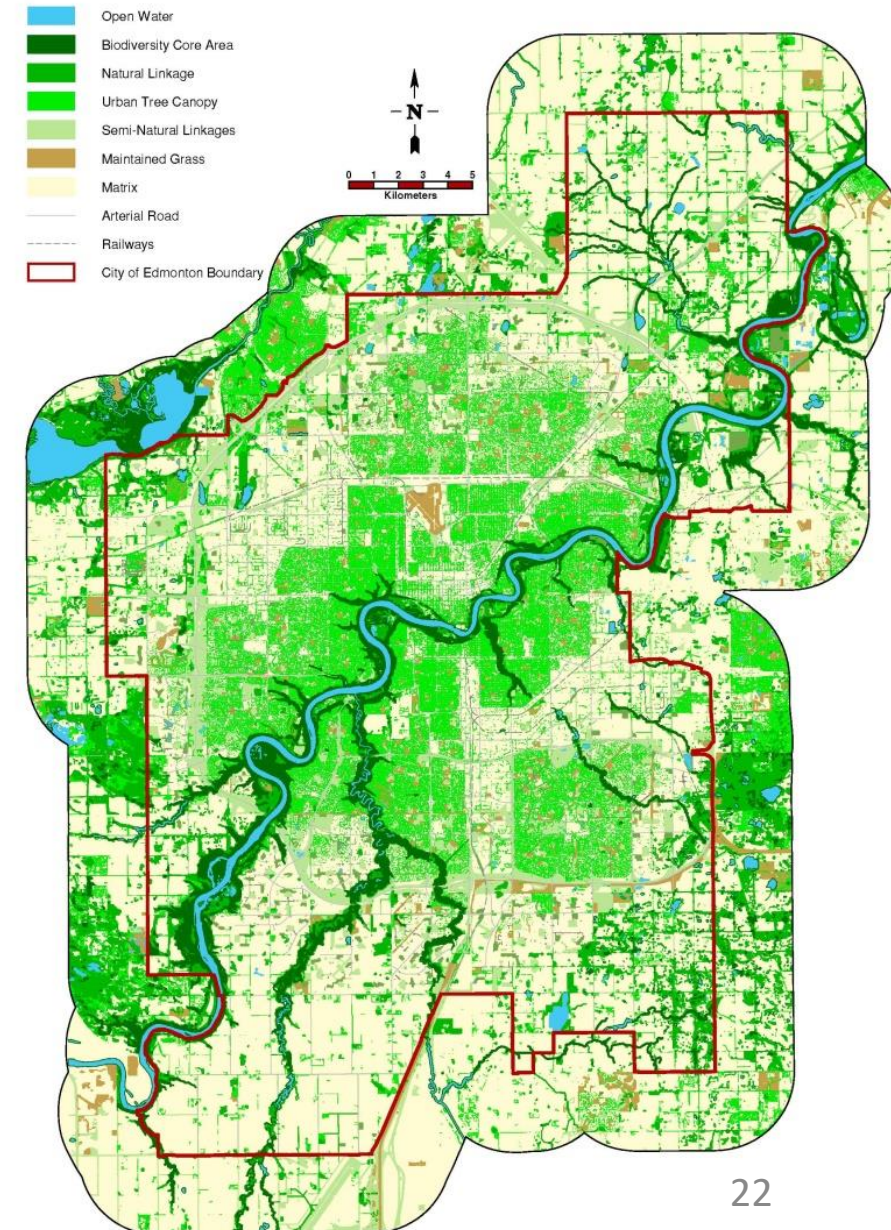 Open Water
Biodiversity Core Area
Natural Linkage
Urban Tree Canopy
Semi-Natural Linkages
Maintained Grass
Matrix
Arterial Road
Railways
City of Edmonton Boundary
N
0 1 2 3 4 5
Kilometers
22